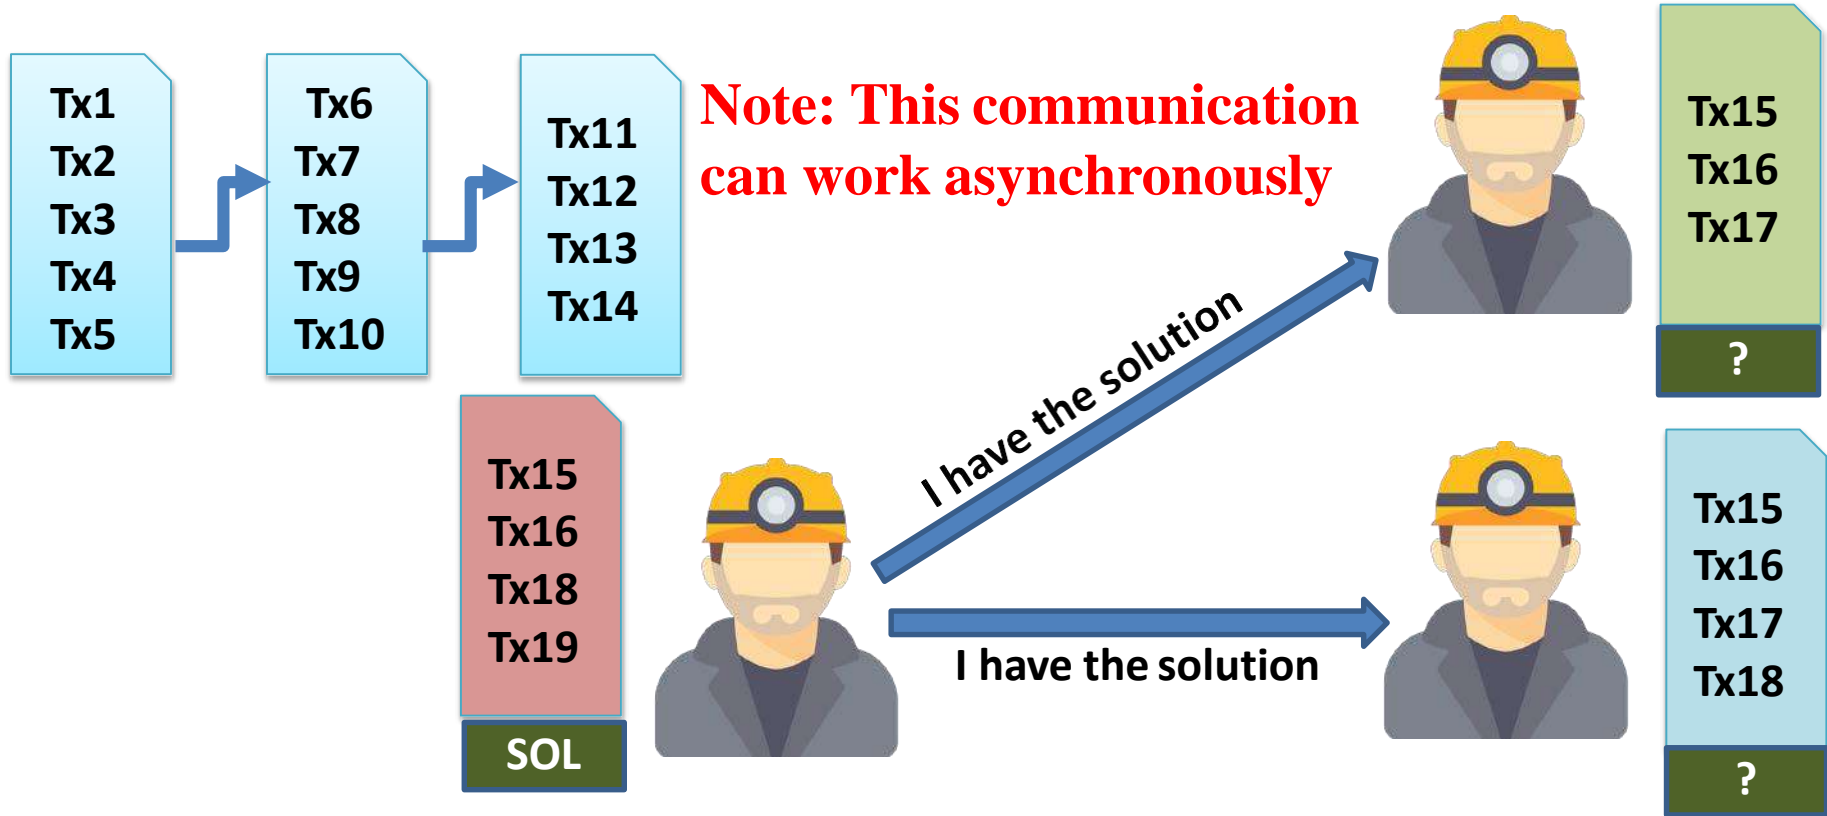 Tx1
Tx2
Tx3
Tx4
Tx5
Tx6
Tx7
Tx8
Tx9
Tx10
Tx11
Tx12
Tx13
Tx14
Note: This communication
can work asynchronously
Tx15
Tx16
Tx17
?
I have the solution
Tx15
Tx16
Tx18
Tx19
SOL
I have the solution
Tx15
Tx16
Tx17
Tx18
?